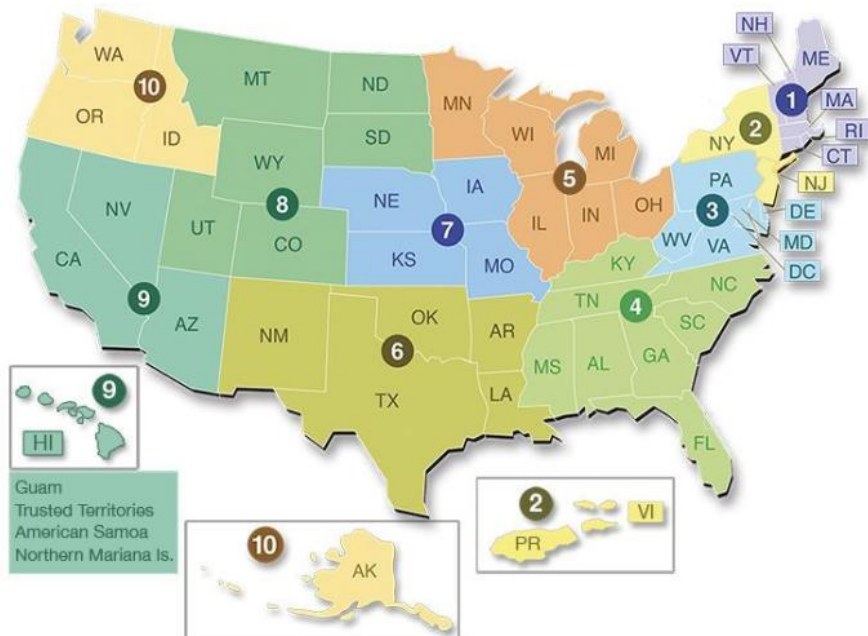 NH
VT
ME
WA
MT
ND
MN
10
1
MA
OR
ID
SD
WI
MI
NY
2
RI
CT
WY
NJ
NV
UT
8
CO
NE
IA
7
5
IL
IN
OH
PA
3
WV
VA
DE
MD
DC
CA
KS
MO
KY
NC
9
AZ
NM
OK
6
TX
AR
LA
TN
4
SC
MS
AL
GA
FL
9
HI
Guam
Trusted Territories
American Samoa
Northern Mariana Is.
10
AK
2
VI
PR